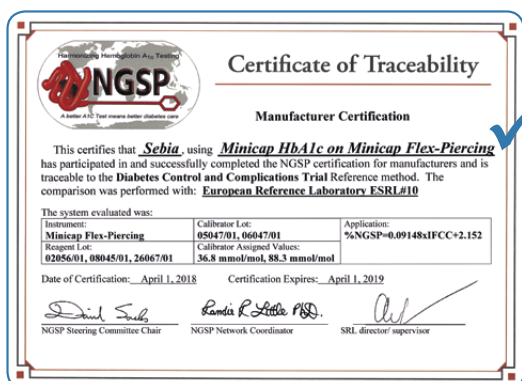 Harmonizing Hemoglobin A1c Testing
NGSP
A better A1C Test means better diabetes care
Certificate of Traceability
Manufacturer Certification
This certifies that Sebia, using Minicap HbA1c on Minicap Flex-Piercing
has participated in and successfully completed the NGSP certification for manufacturers and is
traceable to the Diabetes Control and Complications Trial Reference method. The
comparison was performed with: European Reference Laboratory ESRL#10
The system evaluated was:
Instrument:
Minicap Flex-Piercing
Calibrator Lot:
05047/01, 06047/01
Application:
%NGSP=0.09148xIFCC+2.152
Reagent Lot:
02056/01, 08045/01, 26067/01
Calibrator Assigned Values:
36.8 mmol/mol, 88.3 mmol/mol
Date of Certification: April 1, 2018 Certification Expires: April 1, 2019
David Sacks
Randie R Little PhD.
NGSP Steering Committee Chair
NGSP Network Coordinator
SRL director/ supervisor